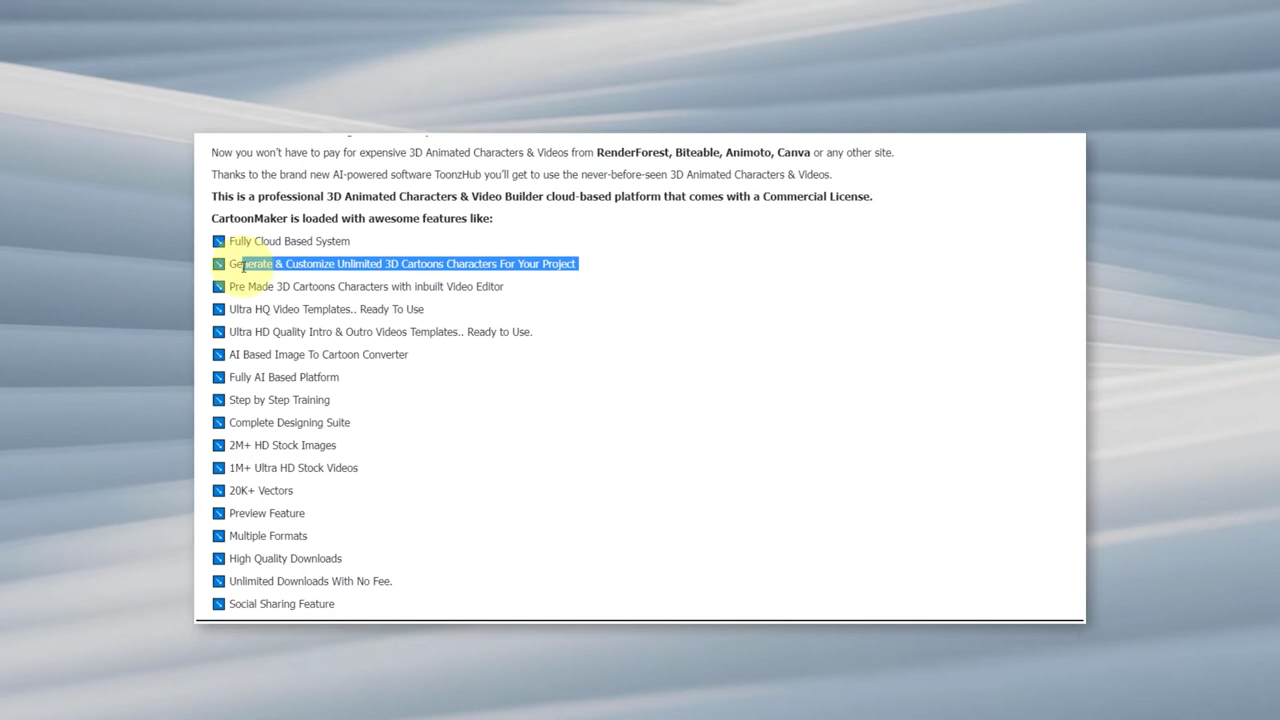 Now you won't have to pay for expensive 3D Animated Characters & Videos from RenderForest, Biteable, Animoto, Canva or any other site.
Thanks to the brand new AI-powered software ToonzHub you'll get to use the never-before-seen 3D Animated Characters & Videos.
This is a professional 3D Animated Characters & Video Builder cloud-based platform that comes with a Commercial License.
CartoonMaker is loaded with awesome features like:
Fully Cloud Based System
Generate & Customize Unlimited 3D Cartoons Characters For Your Project
Pre Made 3D Cartoons Characters with inbuilt Video Editor
Ultra HQ Video Templates.. Ready To Use
Ultra HD Quality Intro & Outro Videos Templates.. Ready to Use.
AI Based Image To Cartoon Converter
Fully AI Based Platform
Step by Step Training
Complete Designing Suite
2M+ HD Stock Images
1M+ Ultra HD Stock Videos
20K+ Vectors
Preview Feature
Multiple Formats
High Quality Downloads
Unlimited Downloads With No Fee.
Social Sharing Feature